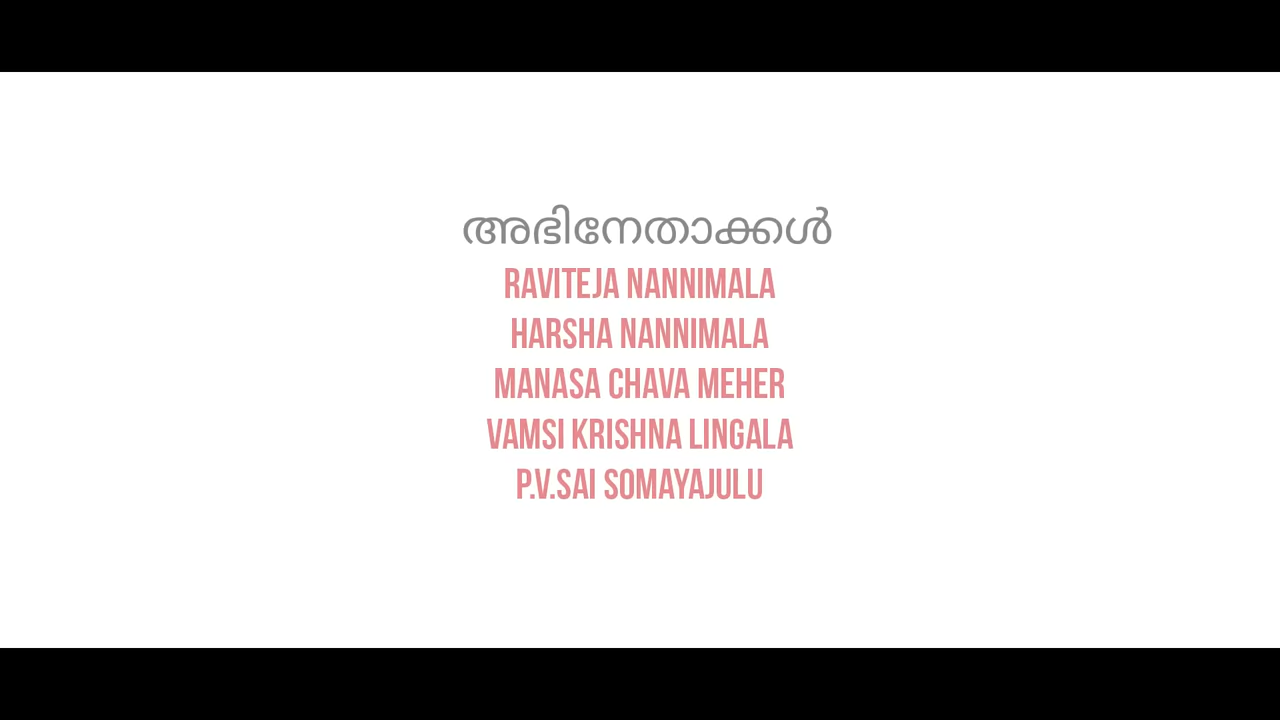 അഭിനേതാക്കൾ
RAVITEJA NANNIMALA
HARSHA NANNIMALA
MANASA CHAVA MEHER
VAMSI KRISHNA LINGALA
P.V.SAI SOMAYAJULU